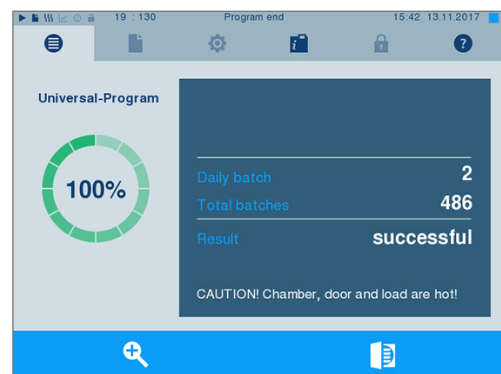 19 : 130 Program end 15:42 13.11.2017
i ?
Universal-Program
100%
Daily batch 2
Total batches 486
Result successful
CAUTION! Chamber, door and load are hot!